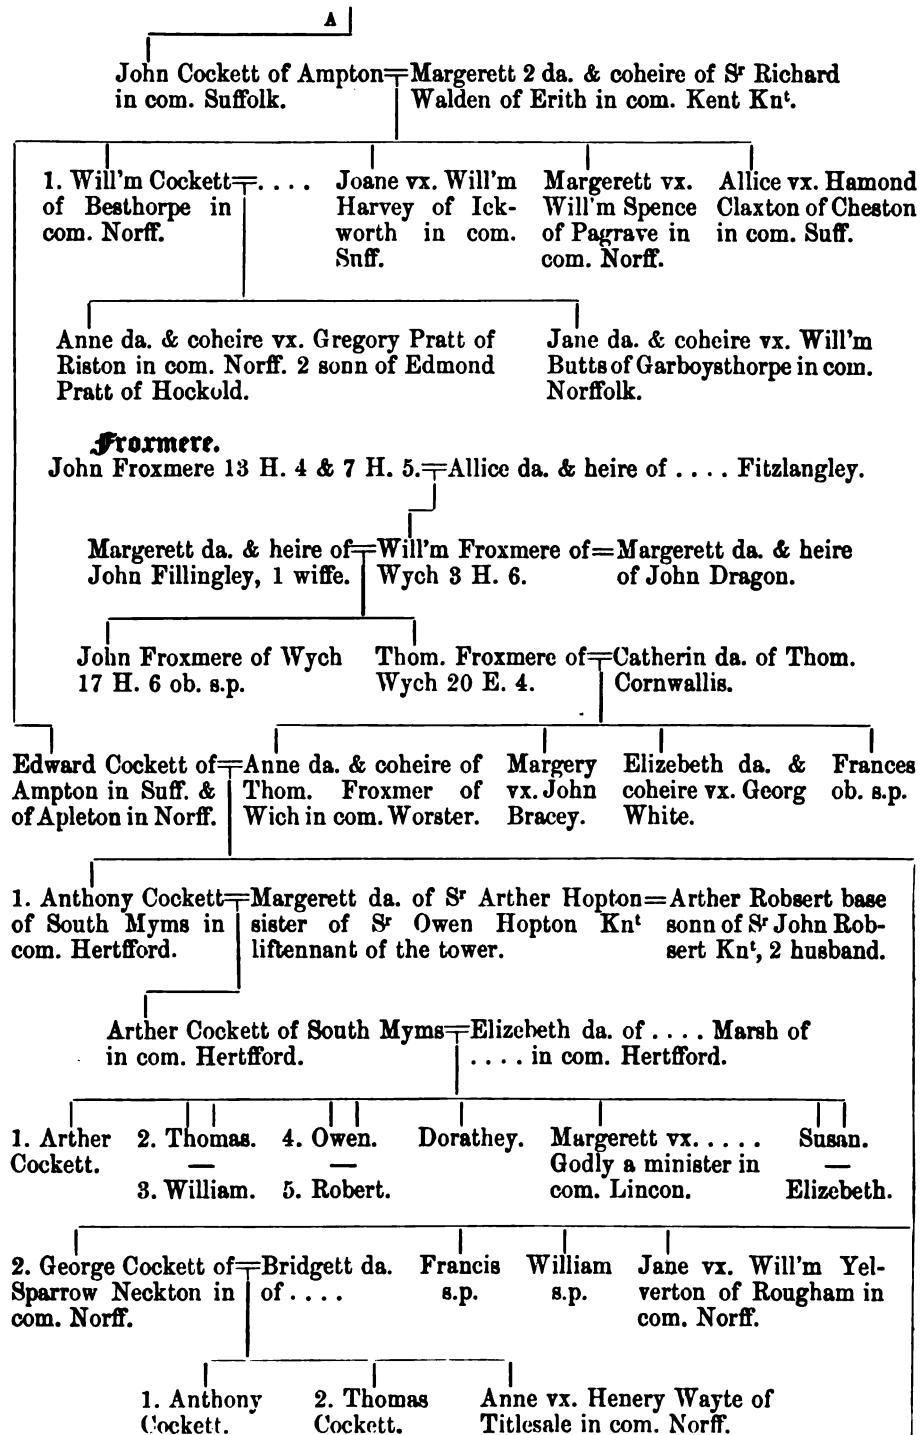 A
John Cockett of Ampton=Margerett 2 da. & coheire of Sʳ Richard
in com. Suffolk. Walden of Erith in com. Kent Knᵗ.
1. Will'm Cockett=. . . .
of Besthorpe in
com. Norff.
Joane vx. Will'm
Harvey of Ick-
worth in com.
Snff.
Margerett vx.
Will'm Spence
of Pagrave in
com. Norff.
Allice vx. Hamond
Claxton of Cheston
in com. Suff.
Anne da. & coheire vx. Gregory Pratt of
Riston in com. Norff. 2 sonn of Edmond
Pratt of Hockold.
Jane da. & coheire vx. Will'm
Butts of Garboysthorpe in com.
Norffolk.
Froxmere.
John Froxmere 13 H. 4 & 7 H. 5.=Allice da. & heire of . . . . Fitzlangley.
Margerett da. & heire of=Will'm Froxmere of=Margerett da. & heire
John Fillingley, 1 wiffe. Wych 3 H. 6. of John Dragon.
John Froxmere of Wych
17 H. 6 ob. s.p.
Thom. Froxmere of=Catherin da. of Thom.
Wych 20 E. 4. Cornwallis.
Edward Cockett of=Anne da. & coheire of
Ampton in Suff. & Thom. Froxmer of
of Apleton in Norff. Wich in com. Worster.
Margery
vx. John
Bracey.
Elizebeth da. &
coheire vx. Georg
White.
Frances
ob. s.p.
1. Anthony Cockett=Margerett da. of Sʳ Arther Hopton=Arther Robsert base
of South Myms in sister of Sʳ Owen Hopton Knᵗ sonn of Sʳ John Rob-
com. Hertfford. liftennant of the tower. sert Knᵗ, 2 husband.
Arther Cockett of South Myms=Elizebeth da. of . . . . Marsh of
in com. Hertfford. . . . . in com. Hertfford.
1. Arther
Cockett.
2. Thomas.
—
3. William.
4. Owen.
—
5. Robert.
Dorathey.
Margerett vx. . . . .
Godly a minister in
com. Lincon.
Susan.
—
Elizebeth.
2. George Cockett of=Bridgett da.
Sparrow Neckton in of . . . .
com. Norff.
Francis
s.p.
William
s.p.
Jane vx. Will'm Yel-
verton of Rougham in
com. Norff.
1. Anthony
Cockett.
2. Thomas
Cockett.
Anne vx. Henery Wayte of
Titlesale in com. Norff.